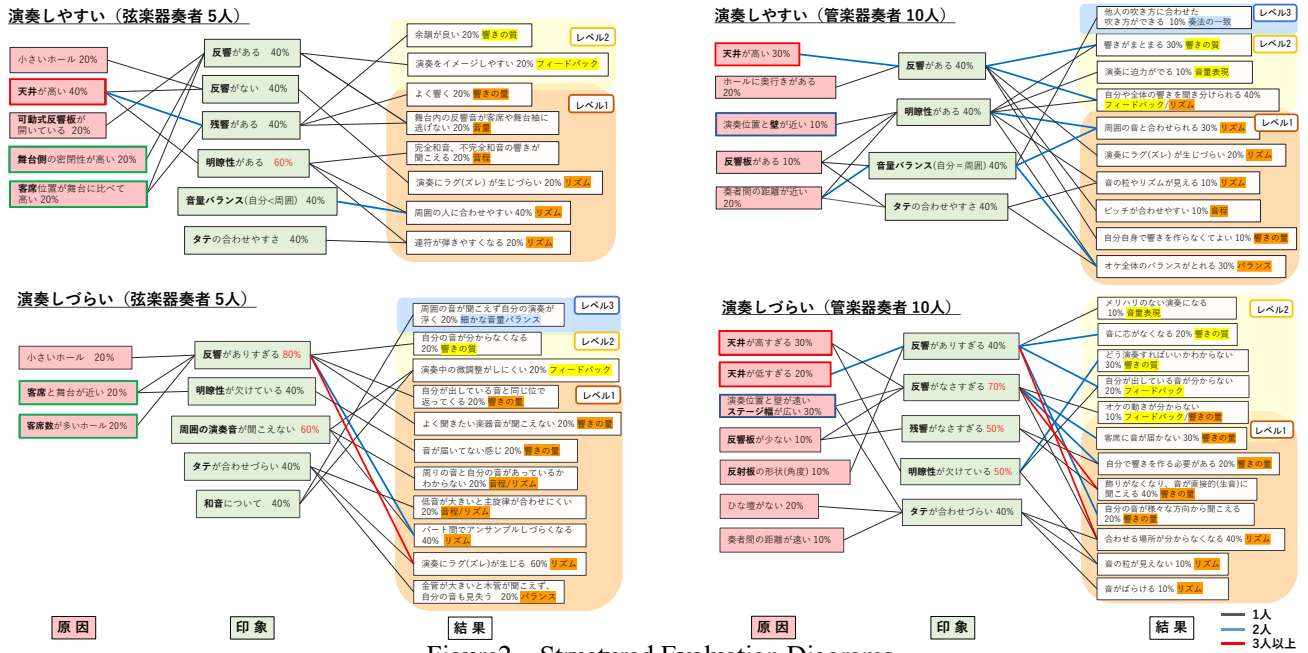 演奏しやすい（弦楽器奏者 5人）
小さいホール 20%
天井が高い 40%
可動式反響板が
開いている 20%
舞台側の密閉性が高い 20%
客席位置が舞台に比べて
高い 20%
反響がある 40%
反響がない 40%
残響がある 40%
明瞭性がある 60%
音量バランス(自分<周囲) 40%
タテの合わせやすさ 40%
余韻が良い 20% 響きの質
演奏をイメージしやすい 20% フィードバック
よく響く 20% 響きの量
舞台内の反響音が客席や舞台袖に
逃げない 20% 音量
完全和音、不完全和音の響きが
聞こえる 20% 音程
演奏にラグ(ズレ) が生じづらい 20% リズム
周囲の人に合わせやすい 40% リズム
連符が弾きやすくなる 20% リズム
レベル2
レベル1
演奏しやすい（管楽器奏者 10人）
天井が高い 30%
ホールに奥行きがある
20%
演奏位置と壁が近い 10%
反響板がある 10%
奏者間の距離が近い
20%
反響がある 40%
明瞭性がある 40%
音量バランス(自分＝周囲) 40%
タテの合わせやすさ 40%
他人の吹き方に合わせた
吹き方ができる 10% 奏法の一致
響きがまとまる 30% 響きの質
演奏に迫力がでる 10% 音量表現
自分や全体の響きを聞き分けられる 40%
フィードバック/リズム
周囲の音と合わせられる 30% リズム
演奏にラグ(ズレ) が生じづらい 20% リズム
音の粒やリズムが見える 10% リズム
ピッチが合わせやすい 10% 音程
自分自身で響きを作らなくてよい 10% 響きの量
オケ全体のバランスがとれる 30% バランス
レベル3
レベル2
レベル1
演奏しづらい（弦楽器奏者 5人）
小さいホール 20%
客席と舞台が近い 20%
客席数が多いホール 20%
反響がありすぎる 80%
明瞭性が欠けている 40%
周囲の演奏音が聞こえない 60%
タテが合わせづらい 40%
和音について 40%
周囲の音が聞こえず自分の演奏が
浮く 20% 細かな音量バランス
自分の音が分からなくなる
20% 響きの質
演奏中の微調整がしにくい 20% フィードバック
自分が出している音と同じ位で
返ってくる 20% 響きの量
よく聞きたい楽器音が聞こえない 20% 響きの量
音が届いてない感じ 20% 響きの量
周りの音と自分の音があっているか
わからない 20% 音程/リズム
低音が大きいと主旋律が合わせにくい
20% 音程/リズム
パート間でアンサンブルしづらくなる
40% リズム
演奏にラグ(ズレ)が生じる 60% リズム
金管が大きいと木管が聞こえず、
自分の音も見失う 20% バランス
レベル3
レベル2
レベル1
演奏しづらい（管楽器奏者 10人）
天井が高すぎる 30%
天井が低すぎる 20%
演奏位置と壁が遠い
ステージ幅が広い 30%
反響板が少ない 10%
反射板の形状(角度) 10%
ひな壇がない 20%
奏者間の距離が遠い 10%
反響がありすぎる 40%
反響がなさすぎる 70%
残響がなさすぎる 50%
明瞭性が欠けている 50%
タテが合わせづらい 40%
メリハリのない演奏になる
10% 音量表現
音に芯がなくなる 20% 響きの質
どう演奏すればいいかわからない
30% 響きの質
自分が出している音が分からない
20% フィードバック
オケの動きが分からない
10% フィードバック/響きの量
客席に音が届かない 30% 響きの量
自分で響きを作る必要がある 20% 響きの量
飾りがなくなり、音が直接的(生音)に
聞こえる 40% 響きの量
自分の音が様々な方向から聞こえる
20% 響きの量
合わせる場所が分からなくなる 40% リズム
音の粒が見えない 10% リズム
音がばらける 10% リズム
レベル2
レベル1
原因
印象
結果
原因
印象
結果
1人
2人
3人以上
Figure2 Structured Evaluation Diagrams